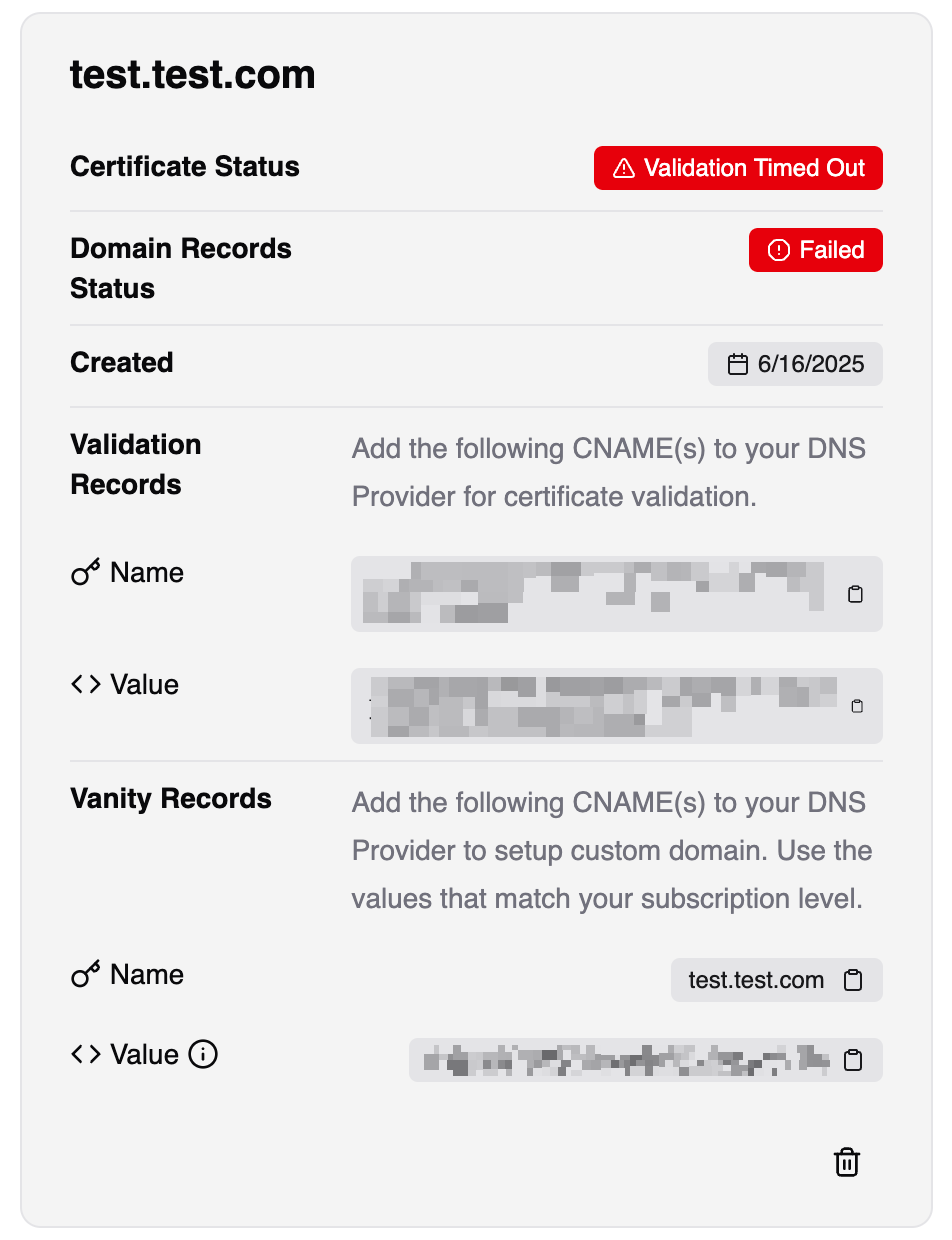 test.test.com
Certificate Status
Validation Timed Out
Domain Records
Status
Failed
Created
6/16/2025
Validation
Records
Add the following CNAME(s) to your DNS
Provider for certificate validation.
Name
Value
Vanity Records
Add the following CNAME(s) to your DNS
Provider to setup custom domain. Use the
values that match your subscription level.
Name
test.test.com
Value